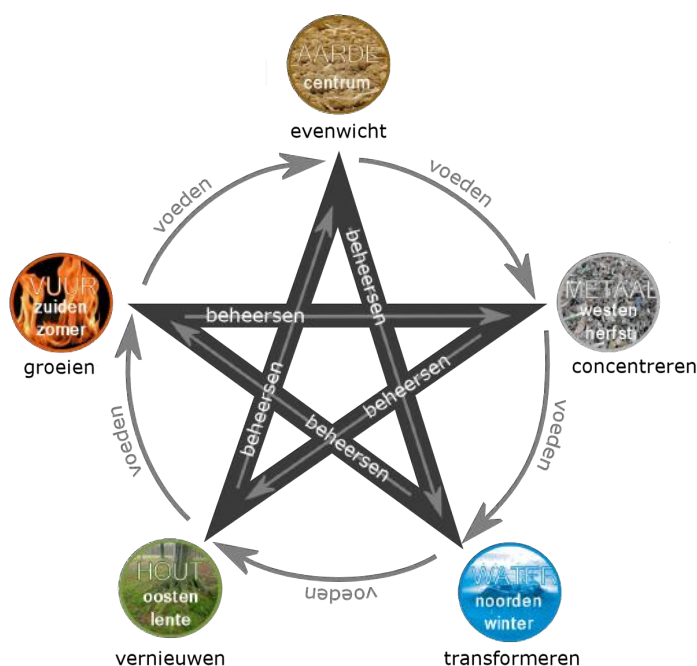 AARDE
centrum
evenwicht
voeden
voeden
VUUR
zuiden
zomer
groeien
METAAL
westen
herfst
concentreren
beheersen
beheersen
beheersen
beheersen
beheersen
voeden
voeden
voeden
HOUT
oosten
lente
vernieuwen
WATER
noorden
winter
transformeren